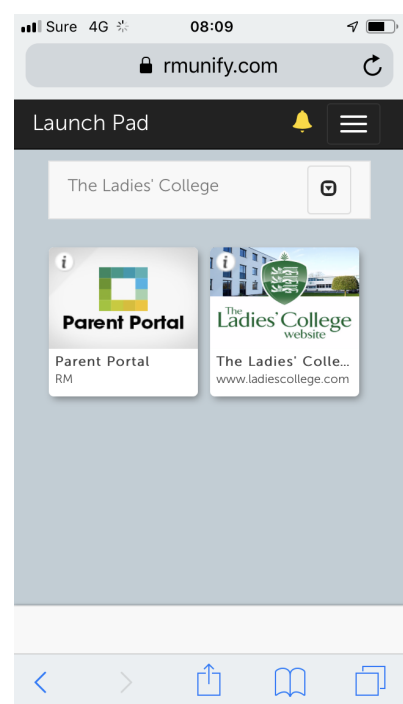 Sure 4G 08:09
rmunify.com
Launch Pad
The Ladies' College
i
Parent Portal
Parent Portal
RM
i
The
Ladies' College
website
The Ladies' Colle...
www.ladiescollege.com